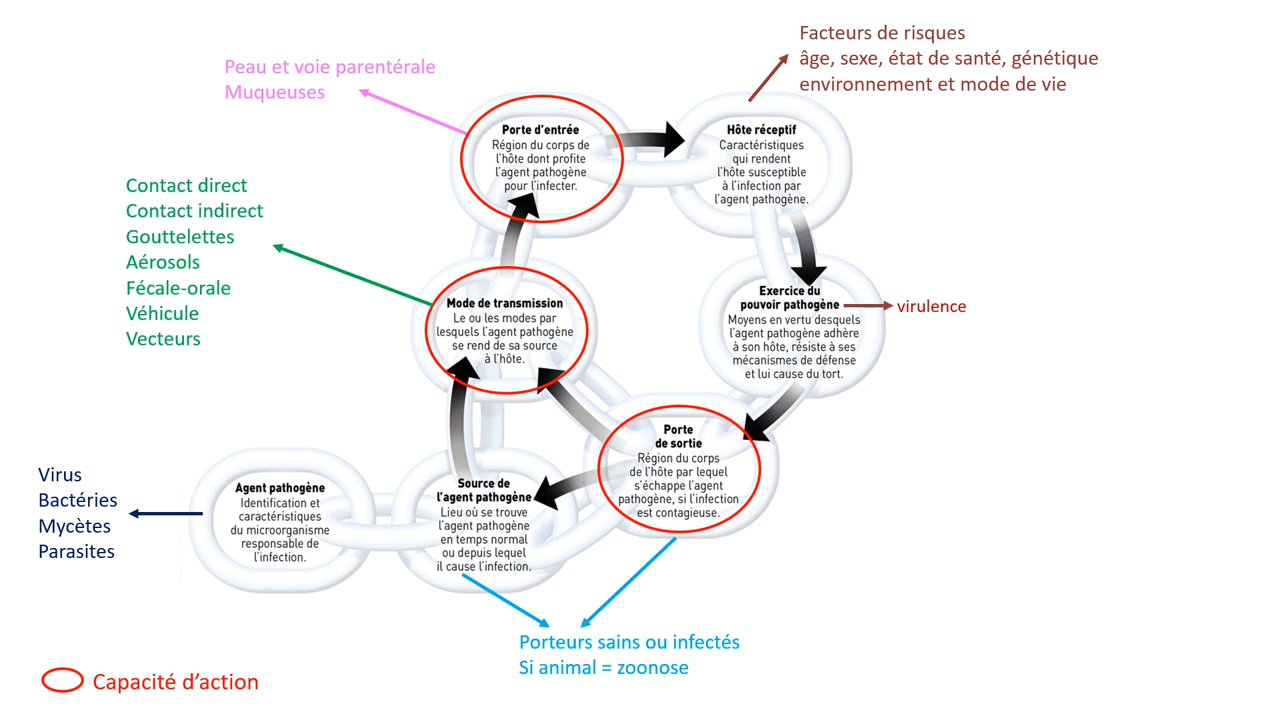 Facteurs de risques
âge, sexe, état de santé, génétique
environnement et mode de vie
Peau et voie parentérale
Muqueuses
Porte d'entrée
Région du corps de
l'hôte dont profite
l'agent pathogène
pour l'infecter.
Hôte réceptif
Caractéristiques
qui rendent
l'hôte susceptible
à l'infection par
l'agent pathogène.
Contact direct
Contact indirect
Gouttelettes
Aérosols
Fécale-orale
Véhicule
Vecteurs
Mode de transmission
Le ou les modes par
lesquels l'agent pathogène
se rend de sa source
à l'hôte.
Exercice du
pouvoir pathogène
Moyens en vertu desquels
l'agent pathogène adhère
à son hôte, résiste à ses
mécanismes de défense
et lui cause du tort.
virulence
Porte
de sortie
Région du corps
de l'hôte par lequel
s'échappe l'agent
pathogène, si l'infection
est contagieuse.
Virus
Bactéries
Mycètes
Parasites
Agent pathogène
Identification et
caractéristiques
du microorganisme
responsable de
l'infection.
Source de
l'agent pathogène
Lieu où se trouve
l'agent pathogène
en temps normal
ou depuis lequel
il cause l'infection.
Porteurs sains ou infectés
Si animal = zoonose
Capacité d'action